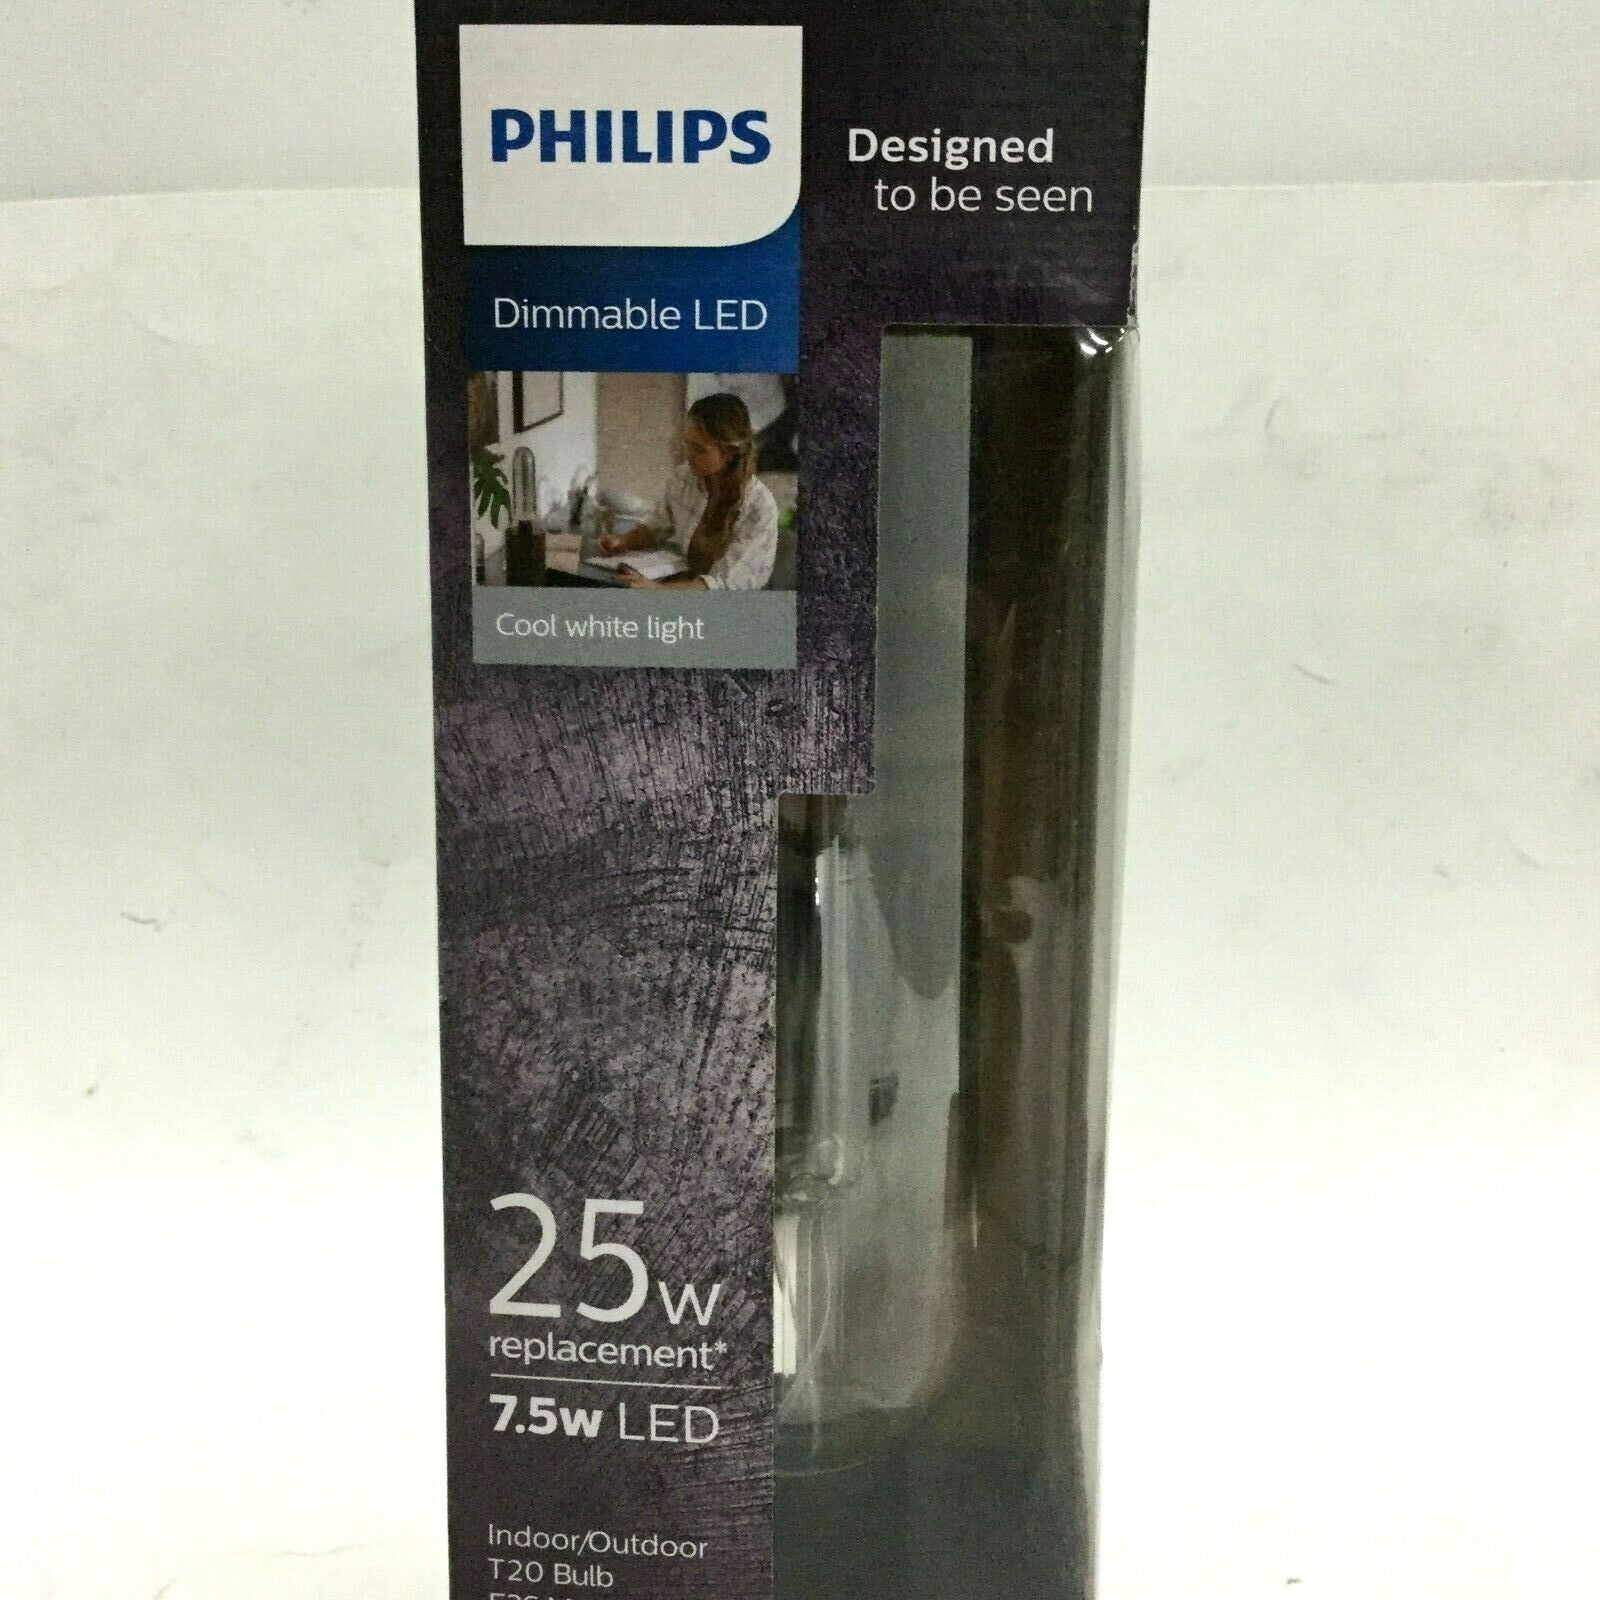 PHILIPS
Designed
to be seen
Dimmable LED
Cool white light
25w
replacement*
7.5w LED
Indoor/Outdoor
T20 Bulb